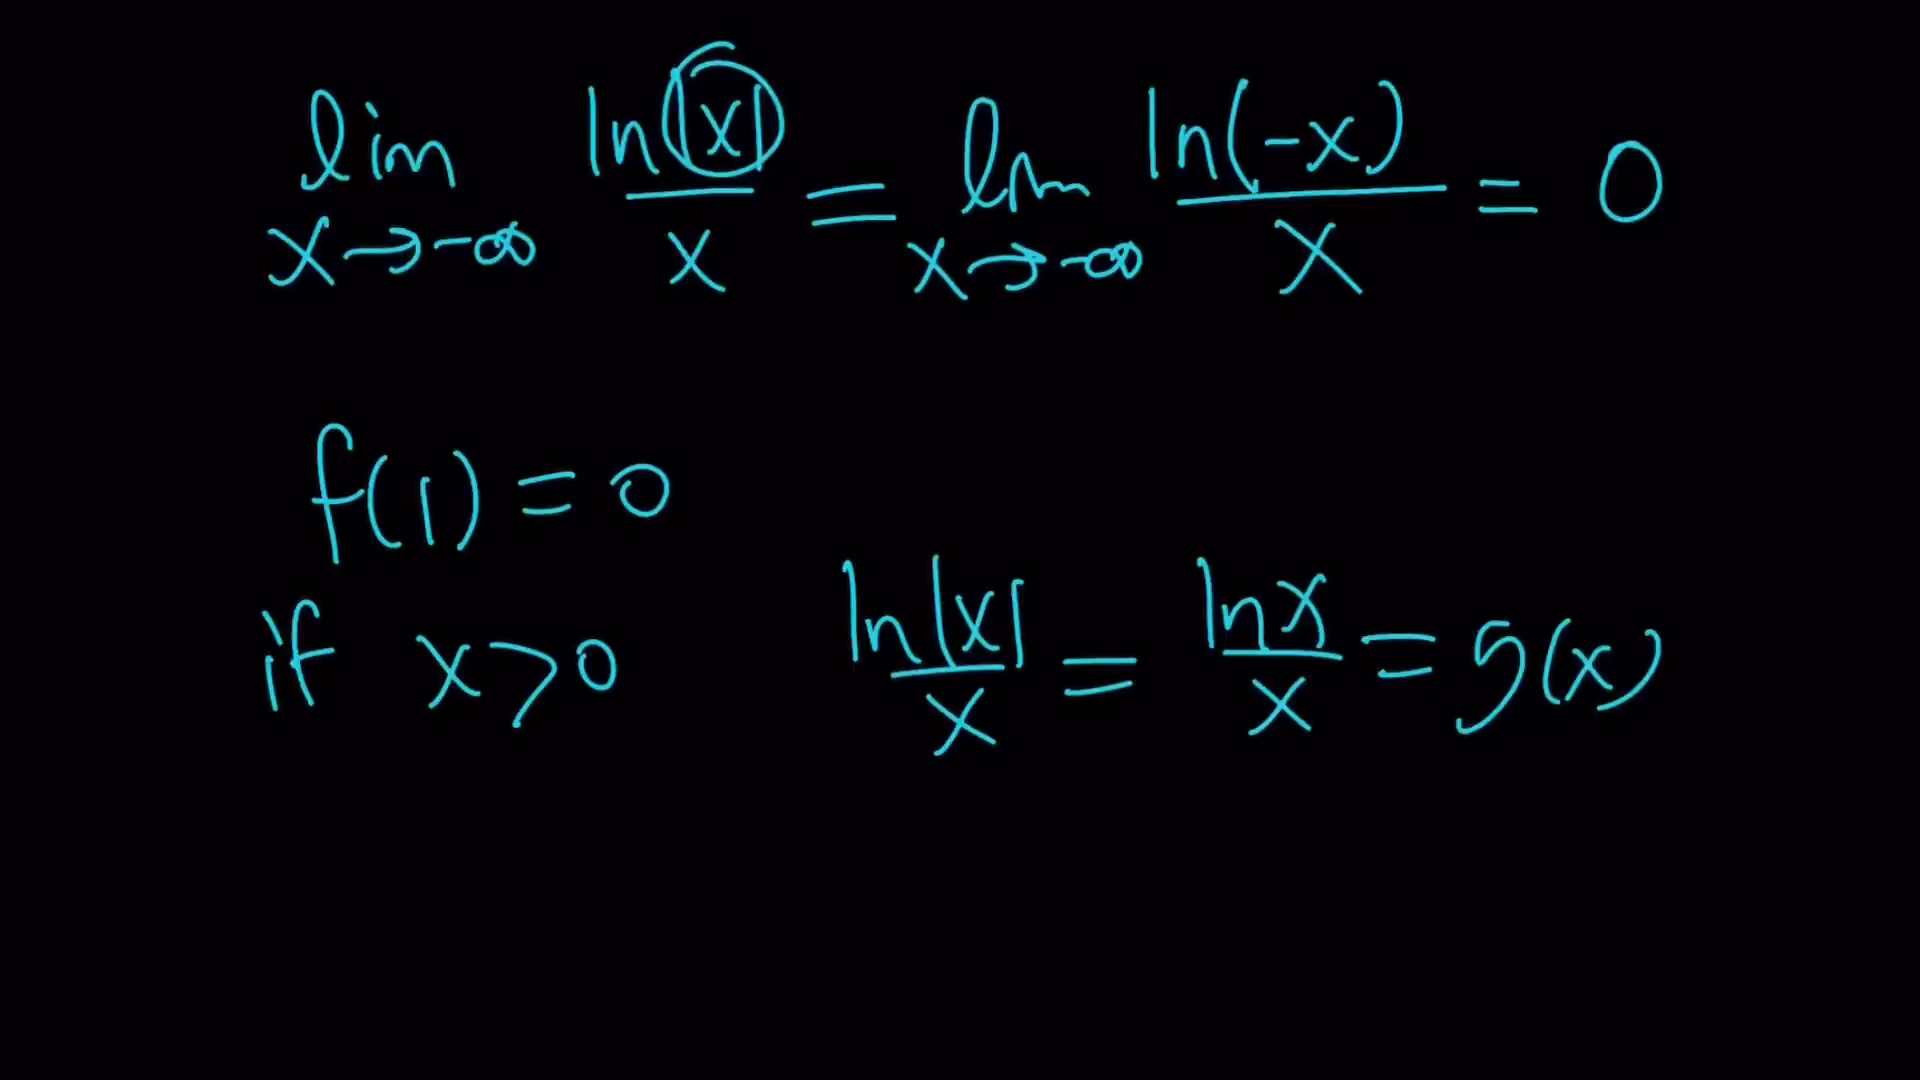 lim x→-∞ ln|x| / x = lim x→-∞ ln(-x) / x = 0
f(1) = 0
if x > 0 ln|x| / x = ln x / x = g(x)